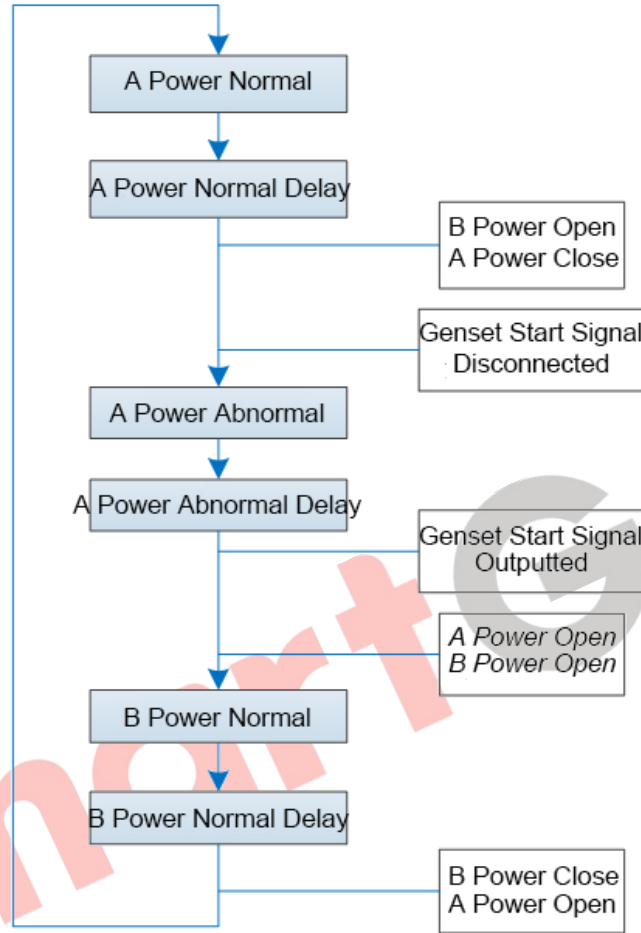 A Power Normal
A Power Normal Delay
B Power Open
A Power Close
Genset Start Signal
Disconnected
A Power Abnormal
A Power Abnormal Delay
Genset Start Signal
Outputted
A Power Open
B Power Open
B Power Normal
B Power Normal Delay
B Power Close
A Power Open
martG